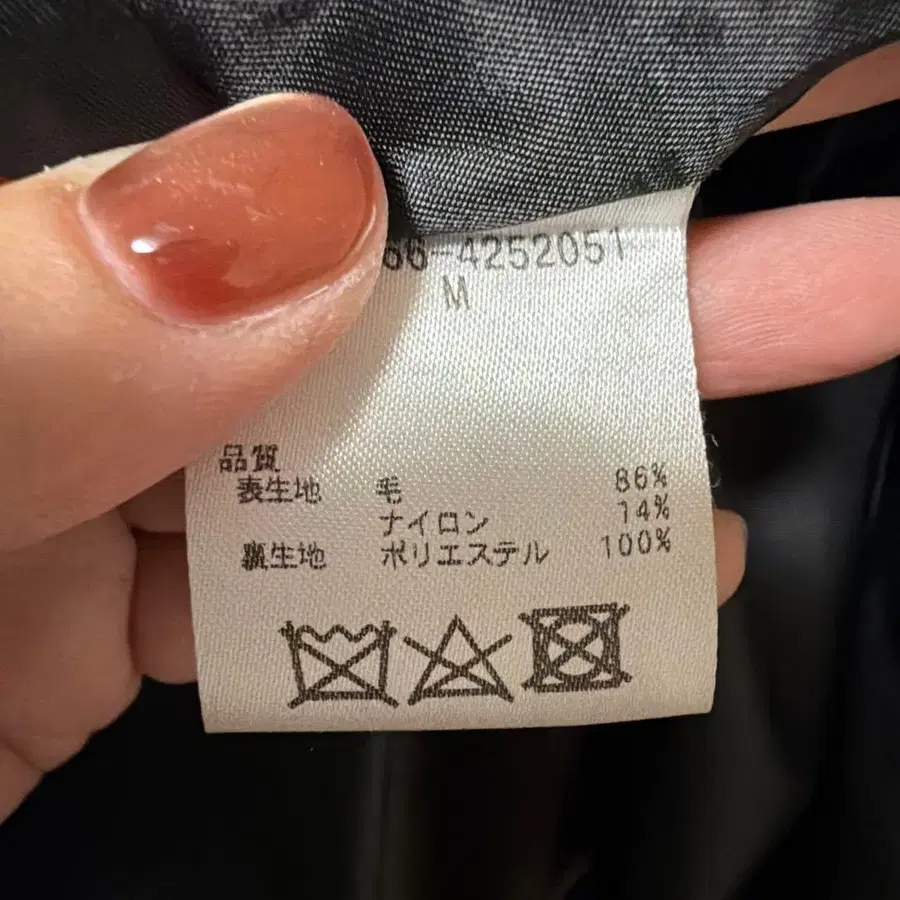 66-4252051
M
品質
表生地 毛 86%
ナイロン 14%
裏生地 ポリエステル 100%